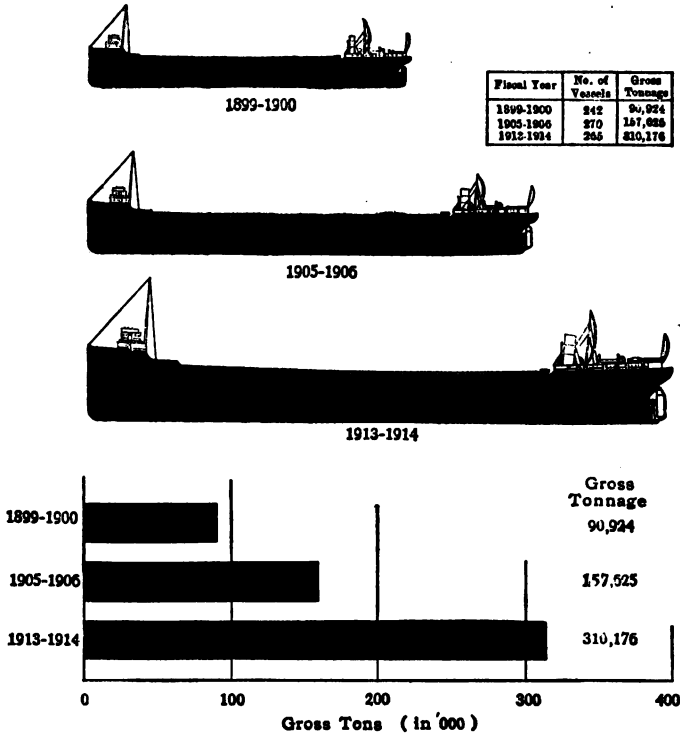 1899-1900
Fiscal Year No. of Vessels Gross Tonnage
1899-1900 242 90,924
1905-1906 270
1912-1914 265 310,176
1905-1906
1913-1914
Gross
Tonnage
1899-1900 90,924
1905-1906 157,525
1913-1914 310,176
0 100 200 300 400
Gross Tons ( in '000 )